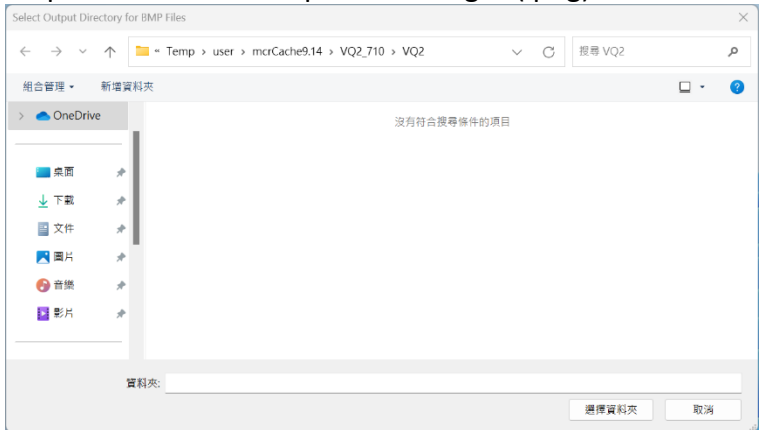 Select Output Directory for BMP Files
« Temp › user › mcrCache9.14 › VQ2_710 › VQ2
搜尋 VQ2
組合管理
新增資料夾
OneDrive
沒有符合搜尋條件的項目
桌面
下載
文件
圖片
音樂
影片
資料夾:
選擇資料夾
取消